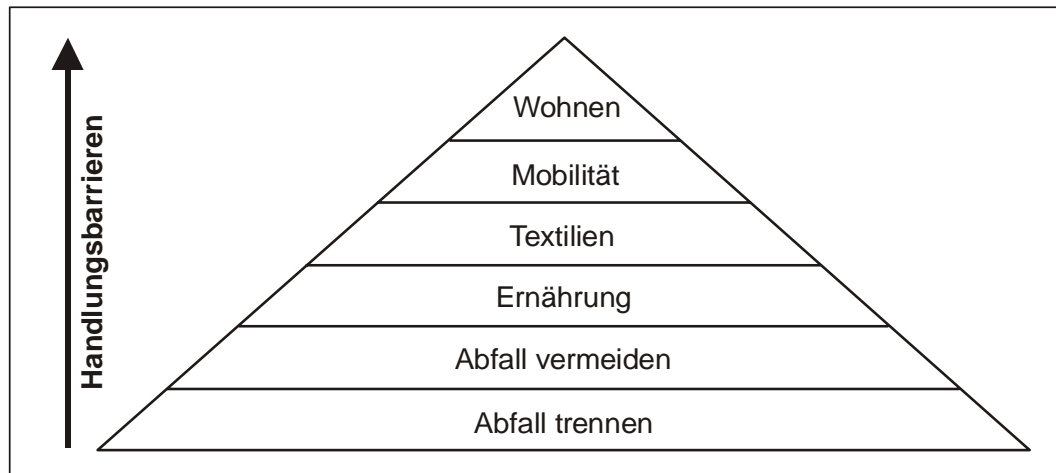 Handlungsbarrieren
Wohnen
Mobilität
Textilien
Ernährung
Abfall vermeiden
Abfall trennen